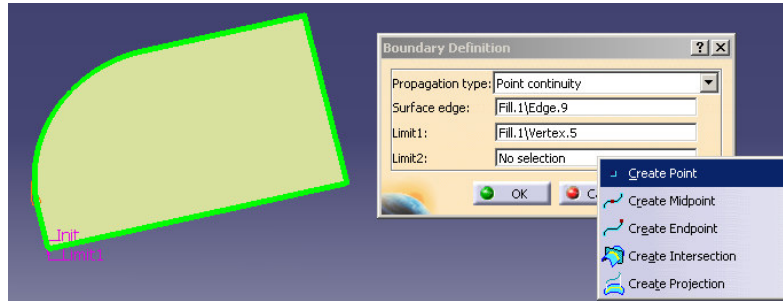 Init
Limit1
Boundary Definition
Propagation type: Point continuity
Surface edge: Fill.1\Edge.9
Limit1: Fill.1\Vertex.5
Limit2: No selection
OK
C
Create Point
Create Midpoint
Create Endpoint
Create Intersection
Create Projection